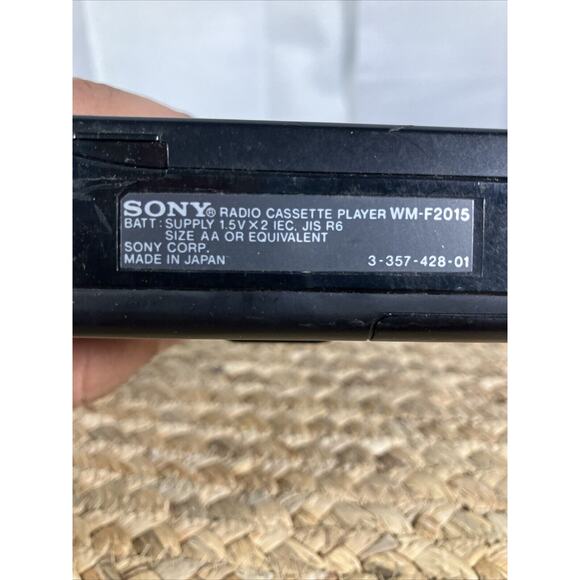 SONY® RADIO CASSETTE PLAYER WM-F2015
BATT: SUPPLY 1.5V×2 IEC, JIS R6
SIZE AA OR EQUIVALENT
SONY CORP.
MADE IN JAPAN 3-357-428-01